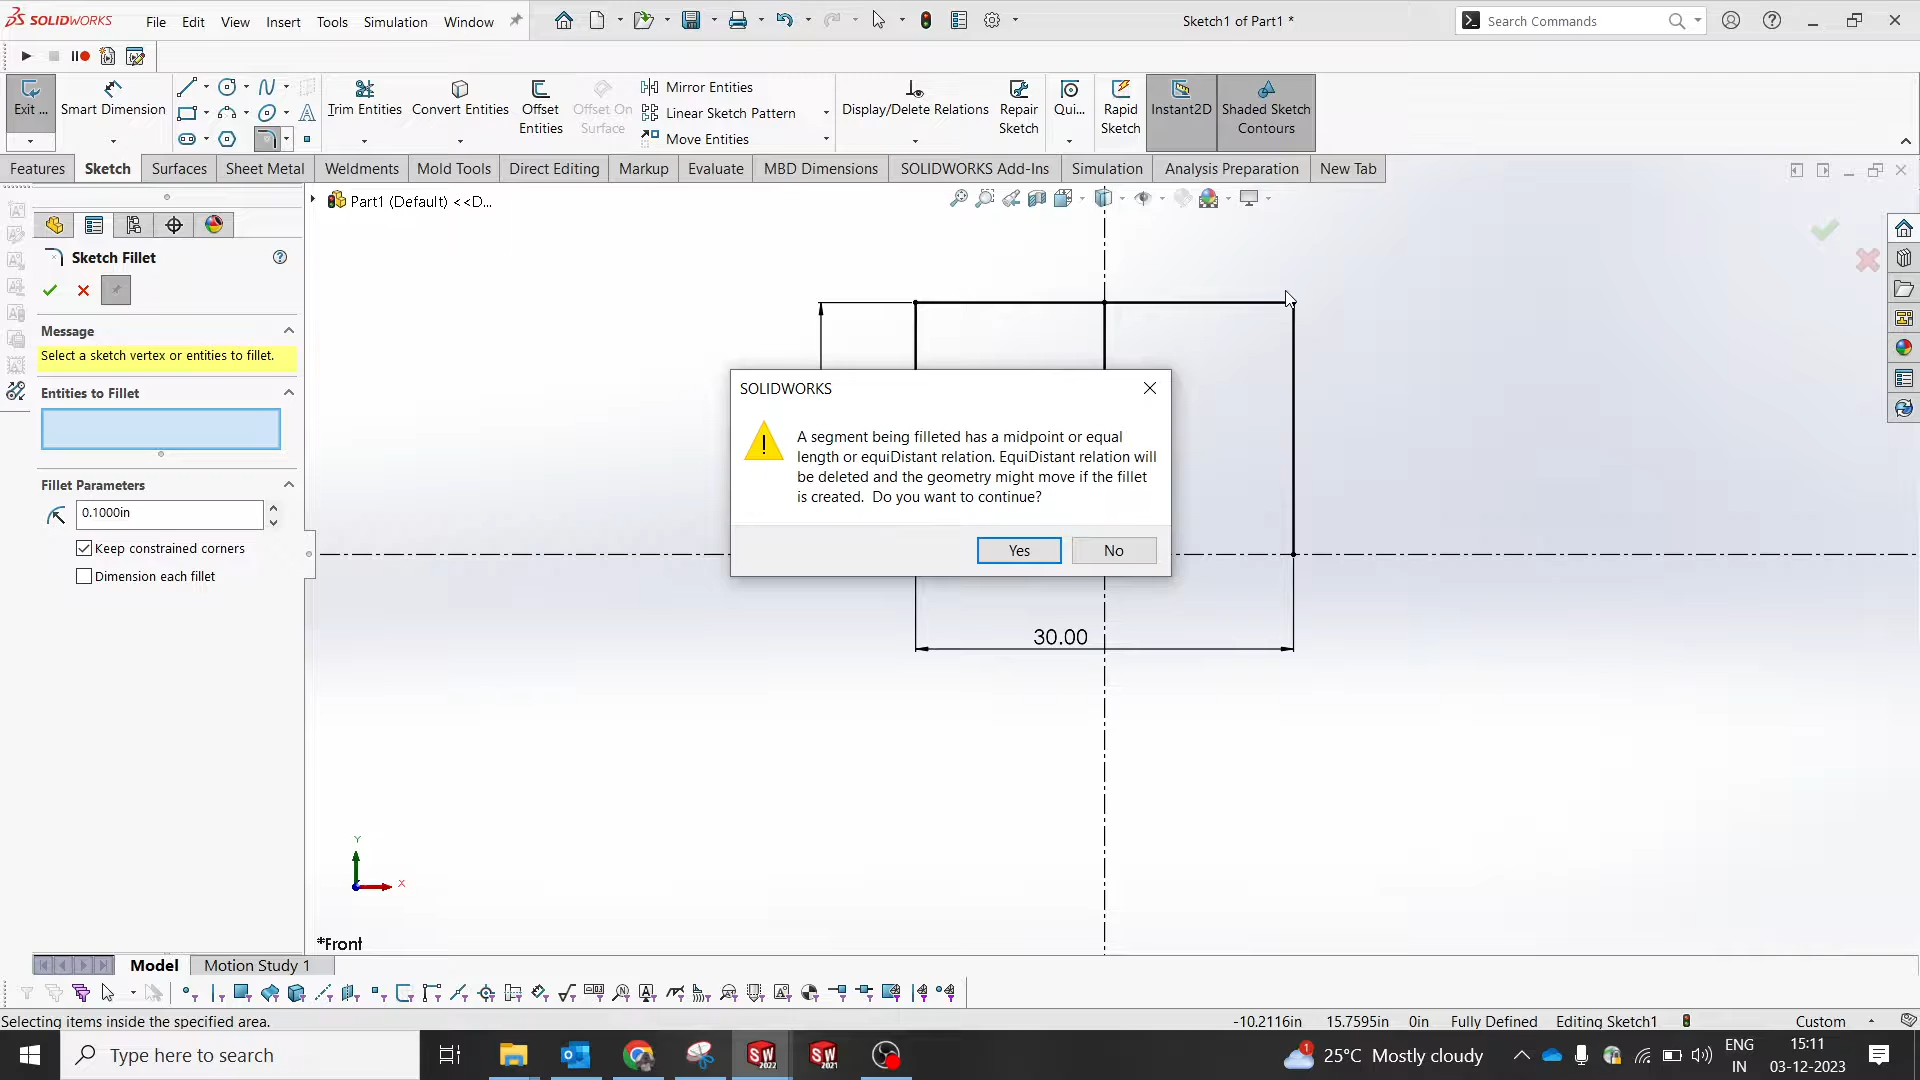 SOLIDWORKS
File Edit View Insert Tools Simulation Window
Sketch1 of Part1 *
Search Commands
Exit ...
Smart Dimension
Trim Entities
Convert Entities
Offset
Entities
Offset On
Surface
Mirror Entities
Linear Sketch Pattern
Move Entities
Display/Delete Relations
Repair
Sketch
Qui...
Rapid
Sketch
Instant2D
Shaded Sketch
Contours
Features Sketch Surfaces Sheet Metal Weldments Mold Tools Direct Editing Markup Evaluate MBD Dimensions SOLIDWORKS Add-Ins Simulation Analysis Preparation New Tab
Part1 (Default) <<D...
Sketch Fillet
Message
Select a sketch vertex or entities to fillet.
Entities to Fillet
Fillet Parameters
0.1000in
Keep constrained corners
Dimension each fillet
SOLIDWORKS
A segment being filleted has a midpoint or equal
length or equiDistant relation. EquiDistant relation will
be deleted and the geometry might move if the fillet
is created. Do you want to continue?
Yes No
30.00
Y
X
*Front
Model Motion Study 1
Selecting items inside the specified area.
-10.2116in 15.7595in 0in Fully Defined Editing Sketch1 Custom
Type here to search
SW
2022
SW
2021
1
25°C Mostly cloudy
ENG
IN
15:11
03-12-2023